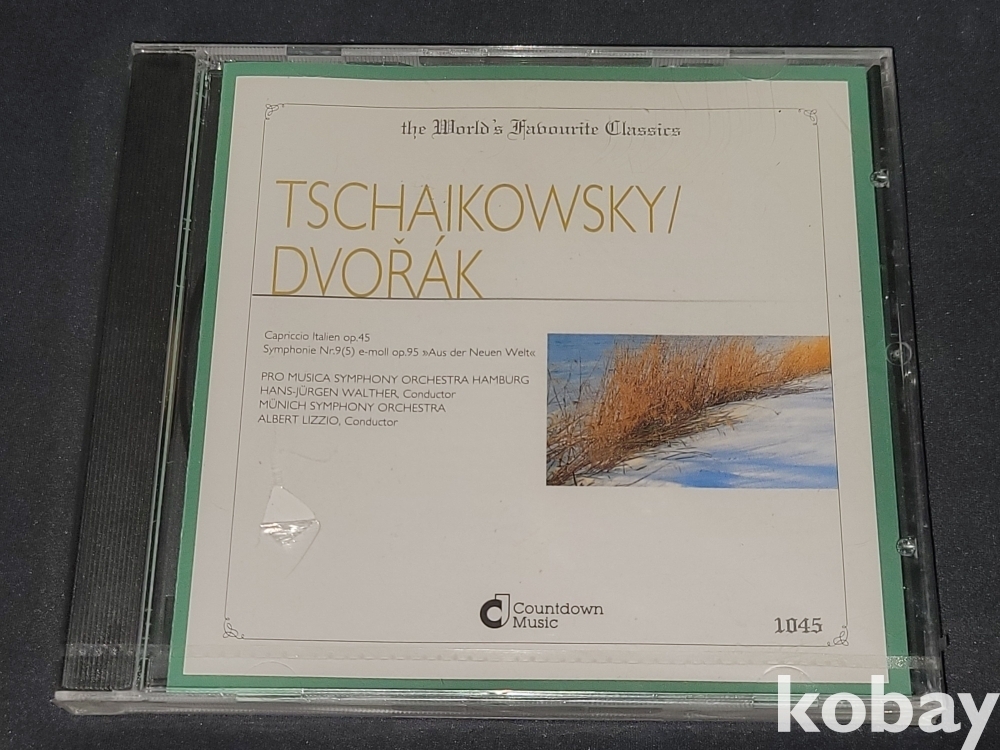 the World's Favourite Classics
TSCHAIKOWSKY/
DVOŘÁK
Capriccio Italien op.45
Symphonie Nr.9(5) e-moll op.95 »Aus der Neuen Welt«
PRO MUSICA SYMPHONY ORCHESTRA HAMBURG
HANS-JÜRGEN WALTHER, Conductor
MÜNICH SYMPHONY ORCHESTRA
ALBERT LIZZIO, Conductor
Countdown
Music
1045
kobay